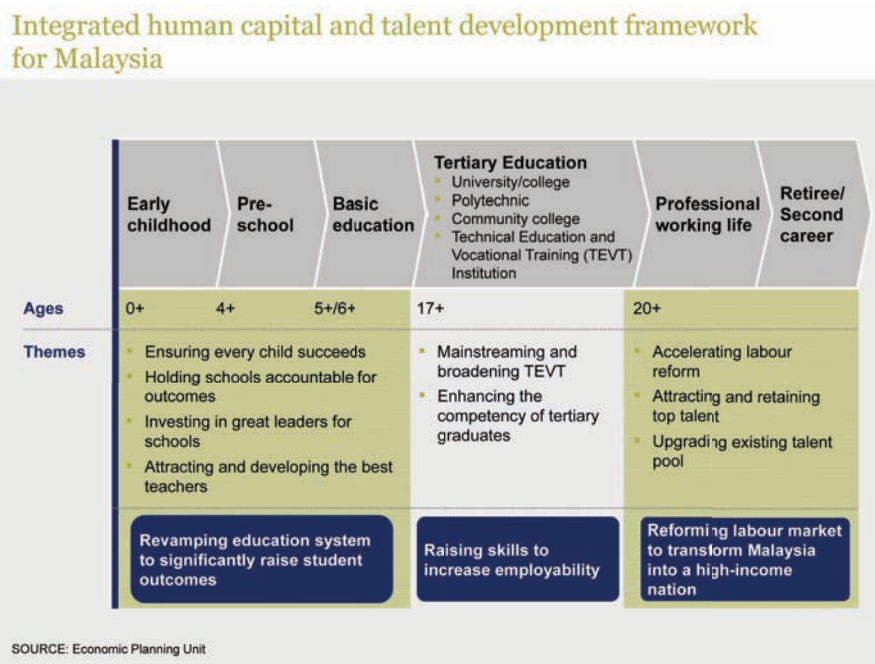 Integrated human capital and talent development framework
for Malaysia
Early
childhood
Pre-
school
Basic
education
Tertiary Education
University/college
Polytechnic
Community college
Technical Education and
Vocational Training (TEVT)
Institution
Professional
working life
Retiree/
Second
career
Ages
0+
4+
5+/6+
17+
20+
Themes
Ensuring every child succeeds
Holding schools accountable for
outcomes
Investing in great leaders for
schools
Attracting and developing the best
teachers
Mainstreaming and
broadening TEVT
Enhancing the
competency of tertiary
graduates
Accelerating labour
reform
Attracting and retaining
top talent
Upgrading existing talent
pool
Revamping education system
to significantly raise student
outcomes
Raising skills to
increase employability
Reforming labour market
to transform Malaysia
into a high-income
nation
SOURCE: Economic Planning Unit